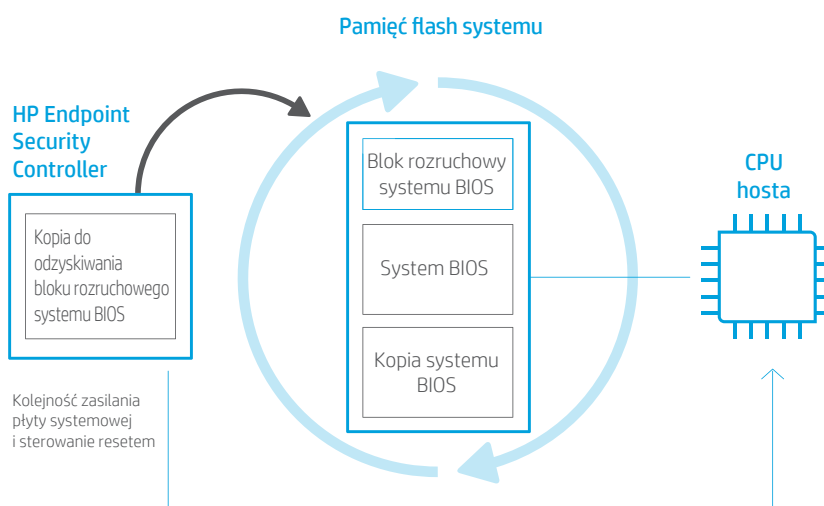 Pamięć flash systemu
HP Endpoint
Security
Controller
Kopia do
odzyskiwania
bloku rozruchowego
systemu BIOS
Kolejność zasilania
płyty systemowej
i sterowanie resetem
Blok rozruchowy
systemu BIOS
System BIOS
Kopia systemu
BIOS
CPU
hosta